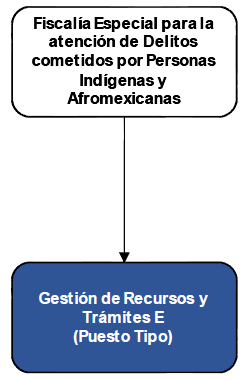 Fiscalía Especial para la
atención de Delitos
cometidos por Personas
Indígenas y
Afromexicanas
Gestión de Recursos y
Trámites E
(Puesto Tipo)